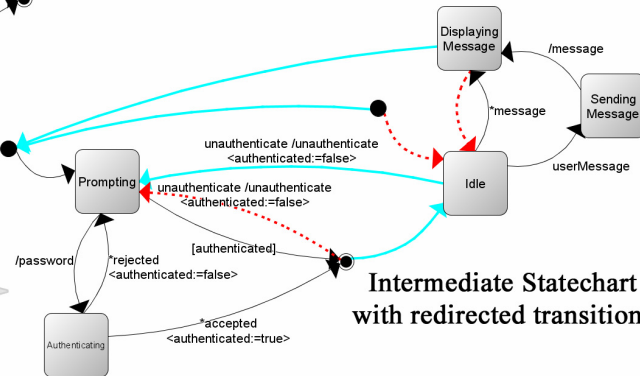 Displaying
Message
/message
Sending
Message
*message
userMessage
unauthenticate /unauthenticate
<authenticated:=false>
Prompting
unauthenticate /unauthenticate
<authenticated:=false>
Idle
[authenticated]
/password
*rejected
<authenticated:=false>
Intermediate Statechart
with redirected transition
*accepted
<authenticated:=true>
Authenticating